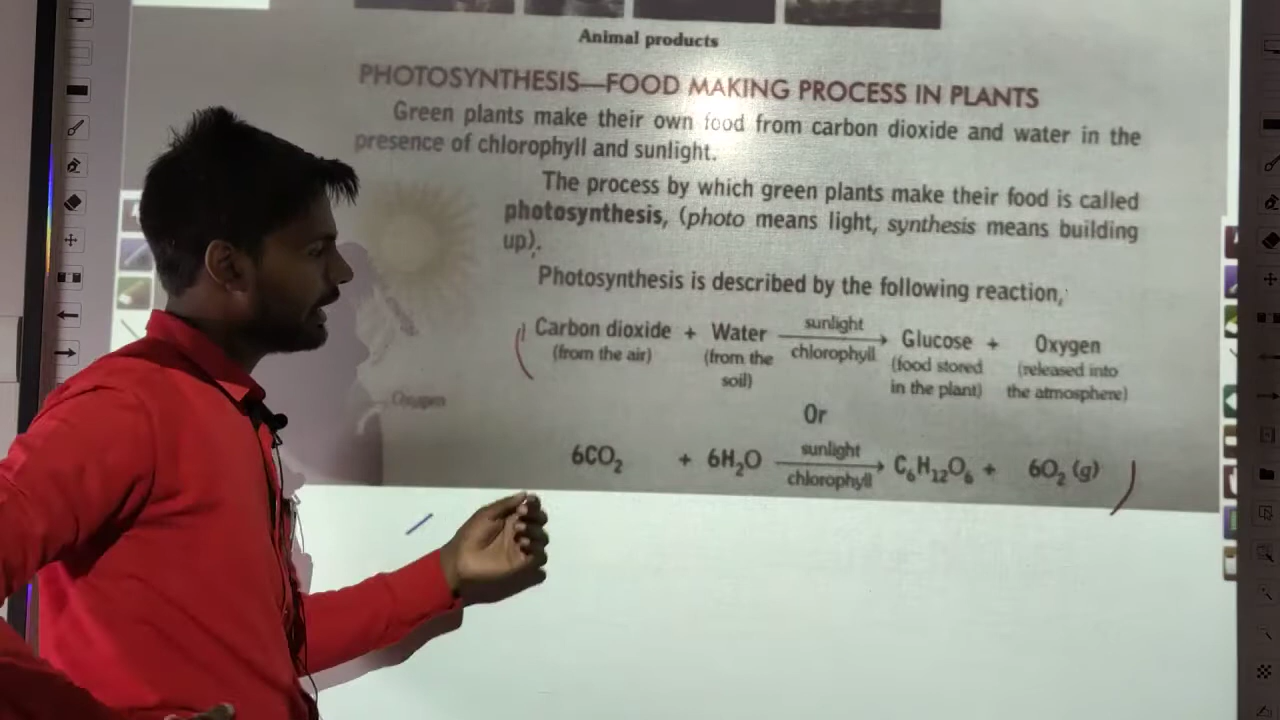 Animal products
PHOTOSYNTHESIS—FOOD MAKING PROCESS IN PLANTS
Green plants make their own food from carbon dioxide and water in the
presence of chlorophyll and sunlight.
The process by which green plants make their food is called
photosynthesis, (photo means light, synthesis means building
up).
Photosynthesis is described by the following reaction,
Carbon dioxide + Water sunlight chlorophyll → Glucose + Oxygen
(from the air) (from the soil) (food stored in the plant) (released into the atmosphere)
Oxygen
Or
6CO₂ + 6H₂O sunlight chlorophyll → C₆H₁₂O₆ + 6O₂ (g)